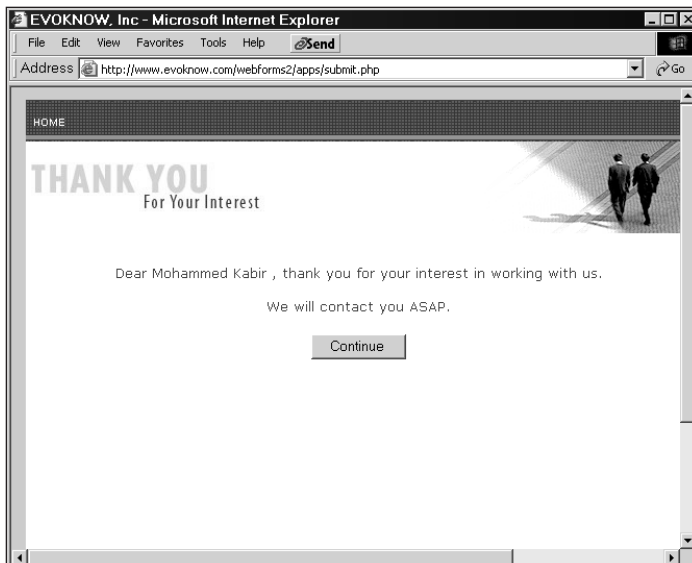 EVOKNOW, Inc - Microsoft Internet Explorer
File Edit View Favorites Tools Help Send
Address http://www.evoknow.com/webforms2/apps/submit.php Go
HOME
THANK YOU
For Your Interest
Dear Mohammed Kabir , thank you for your interest in working with us.
We will contact you ASAP.
Continue